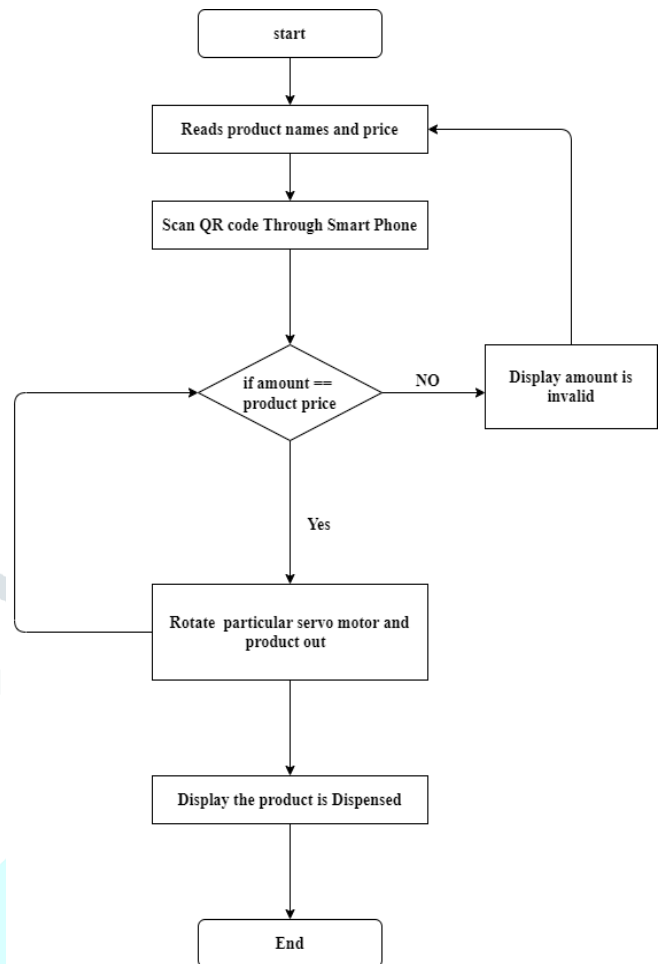 start
Reads product names and price
Scan QR code Through Smart Phone
if amount ==
product price
NO
Display amount is
invalid
Yes
Rotate particular servo motor and
product out
Display the product is Dispensed
End